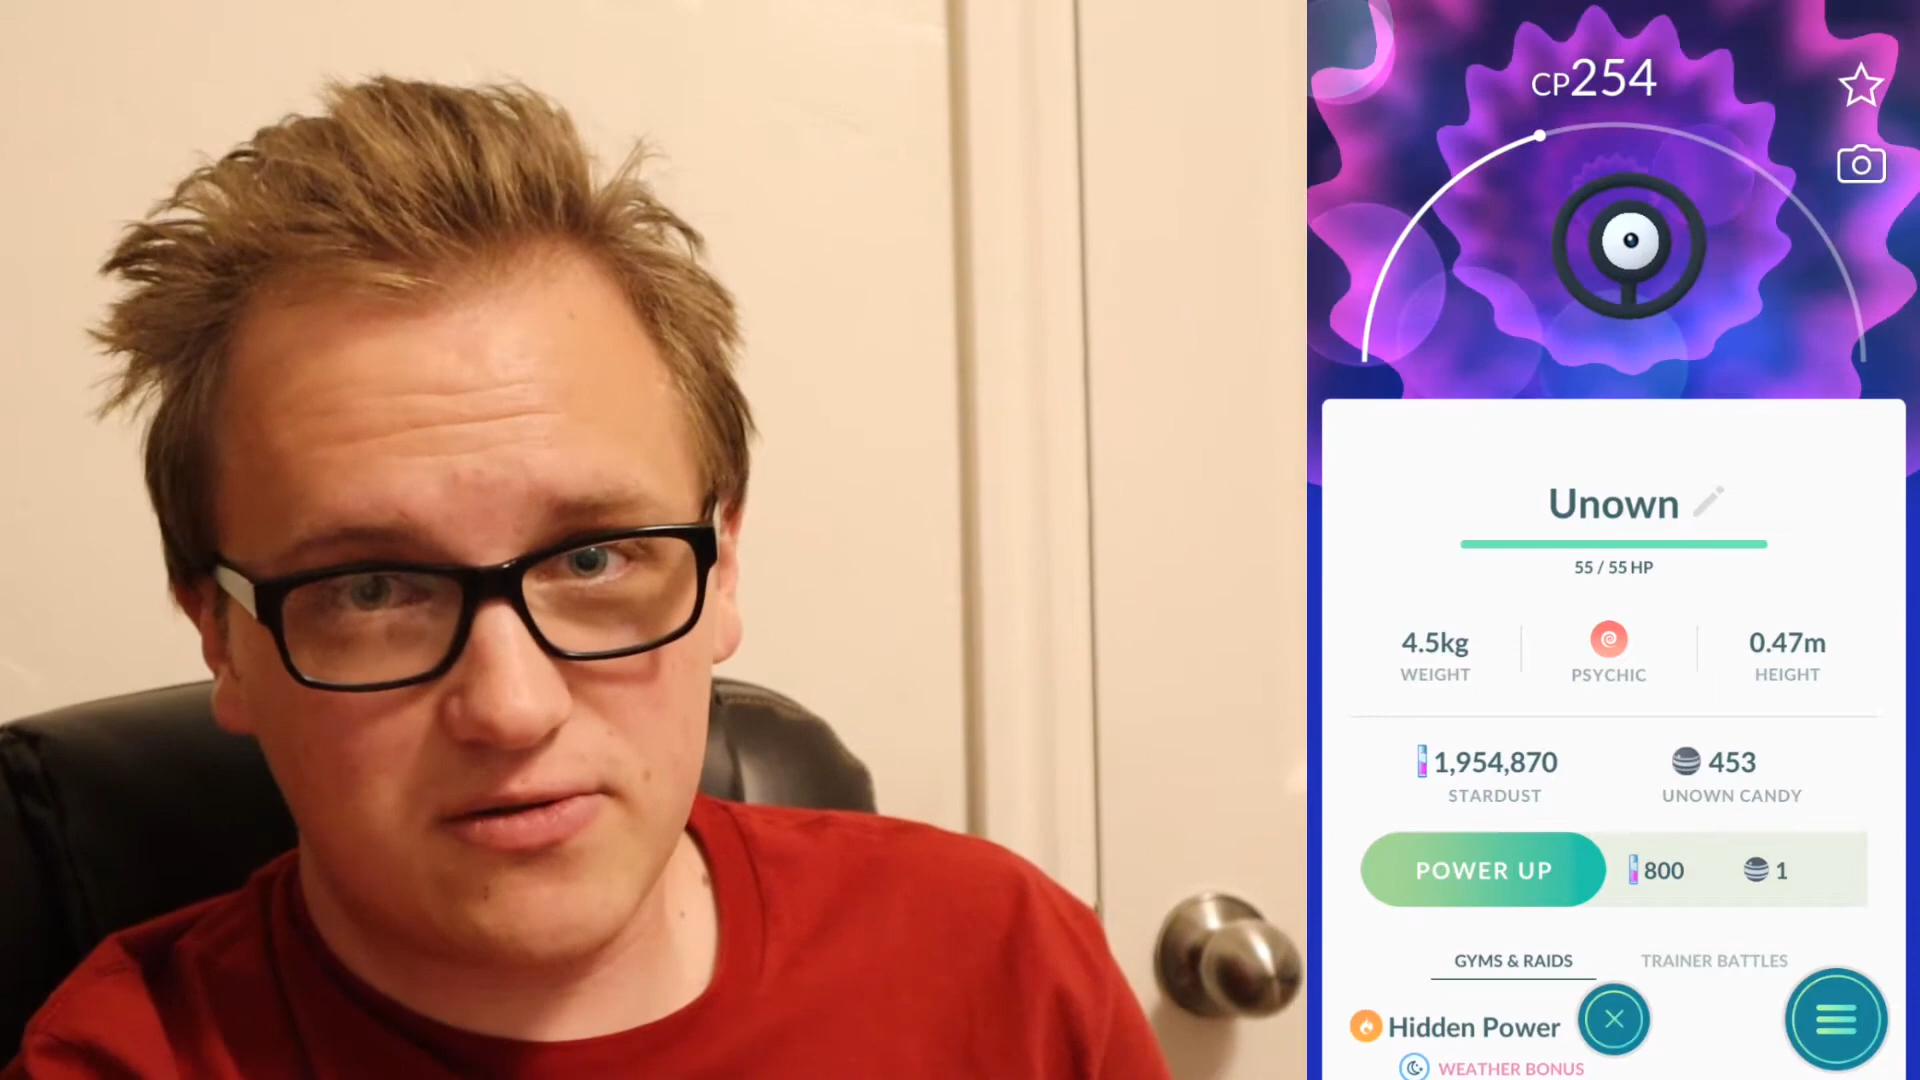 CP254
Unown
55 / 55 HP
4.5kg
WEIGHT
PSYCHIC
0.47m
HEIGHT
1,954,870
STARDUST
453
UNOWN CANDY
POWER UP
800
1
GYMS & RAIDS
TRAINER BATTLES
Hidden Power
WEATHER BONUS